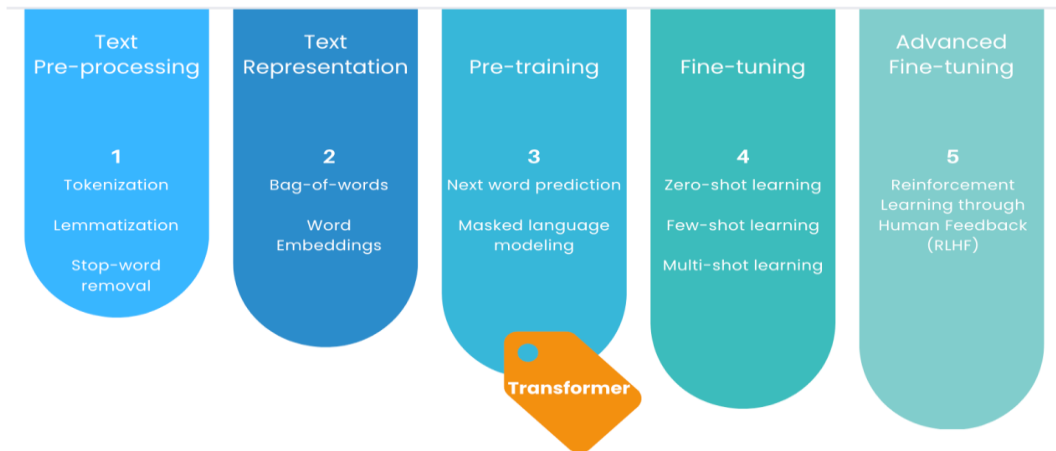 Text
Pre-processing
1
Tokenization
Lemmatization
Stop-word
removal
Text
Representation
2
Bag-of-words
Word
Embeddings
Pre-training
3
Next word prediction
Masked language
modeling
Transformer
Fine-tuning
4
Zero-shot learning
Few-shot learning
Multi-shot learning
Advanced
Fine-tuning
5
Reinforcement
Learning through
Human Feedback
(RLHF)